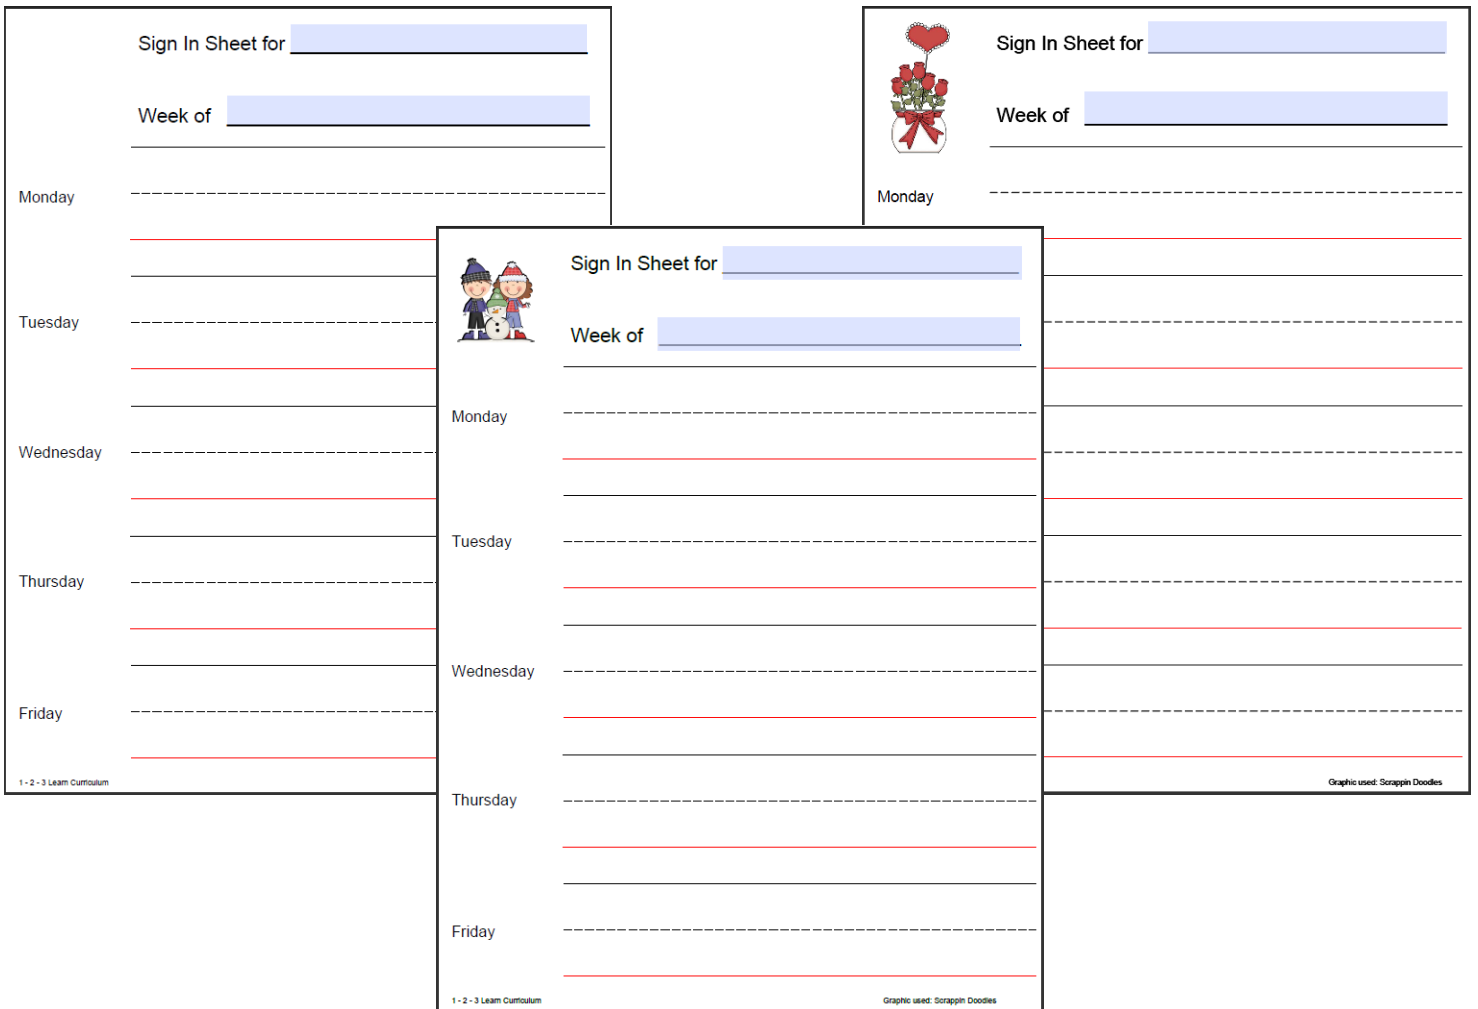 Sign In Sheet for
Week of
Monday
Tuesday
Wednesday
Thursday
Friday
1 - 2 - 3 Learn Curriculum
Sign In Sheet for
Week of
Monday
Tuesday
Wednesday
Thursday
Friday
1 - 2 - 3 Learn Curriculum
Graphic used: Scrappin Doodles
Sign In Sheet for
Week of
Monday
Graphic used: Scrappin Doodles